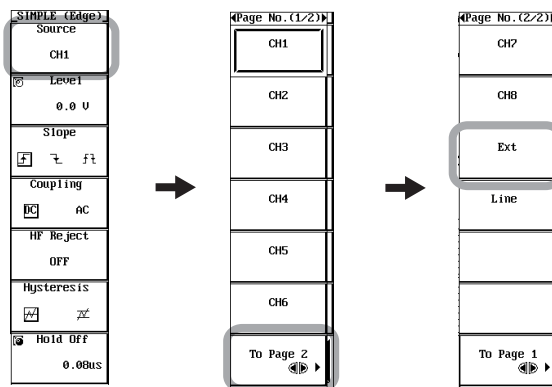 SIMPLE (Edge)
Source
CH1
Level
0.0 V
Slope
Coupling
DC
AC
HF Reject
OFF
Hysteresis
Hold Off
0.08us
Page No.(1/2)
CH1
CH2
CH3
CH4
CH5
CH6
To Page 2
Page No.(2/2)
CH7
CH8
Ext
Line
To Page 1